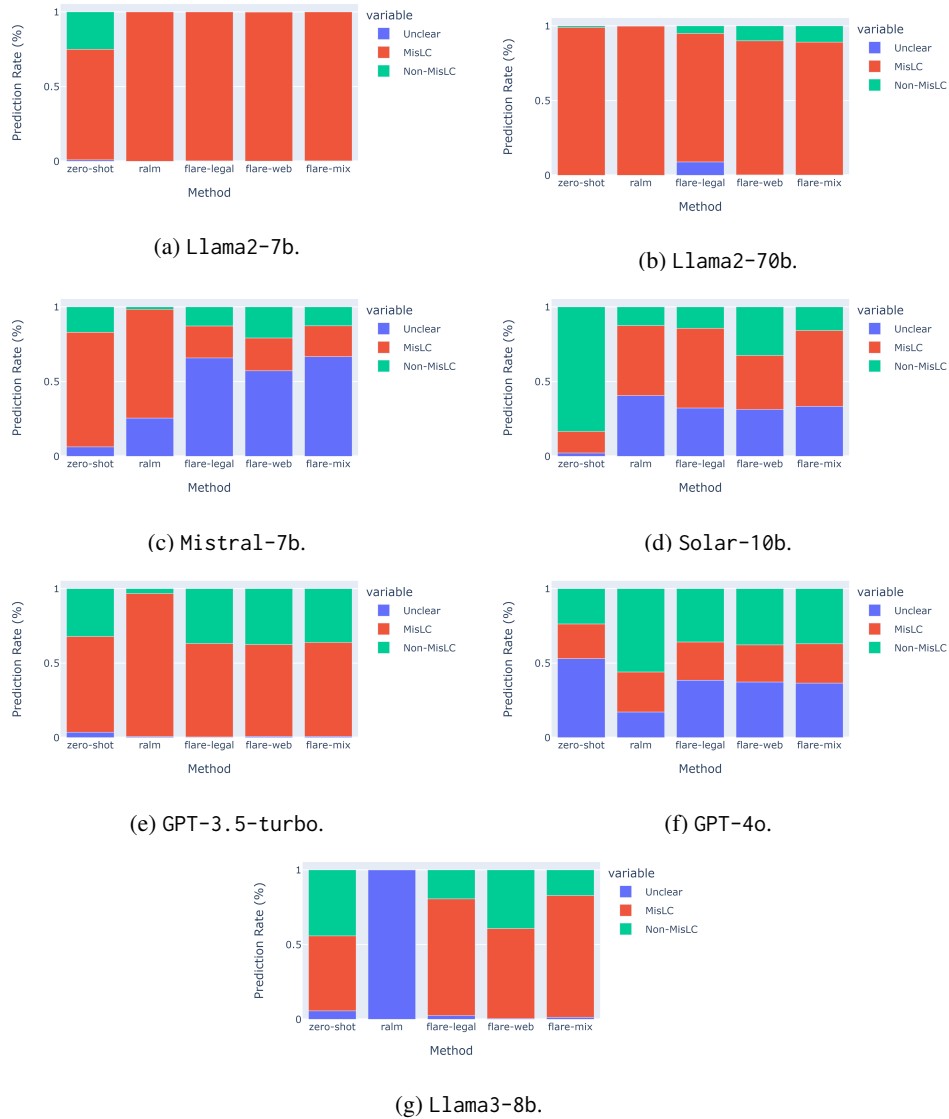 variable
Unclear
MisLC
Non-MisLC
Prediction Rate (%)
1
0.5
0
zero-shot ralm flare-legal flare-web flare-mix
Method
(a) Llama2-7b.
variable
Unclear
MisLC
Non-MisLC
Prediction Rate (%)
1
0.5
0
zero-shot ralm flare-legal flare-web flare-mix
Method
(b) Llama2-70b.
variable
Unclear
MisLC
Non-MisLC
Prediction Rate (%)
1
0.5
0
zero-shot ralm flare-legal flare-web flare-mix
Method
(c) Mistral-7b.
variable
Unclear
MisLC
Non-MisLC
Prediction Rate (%)
1
0.5
0
zero-shot ralm flare-legal flare-web flare-mix
Method
(d) Solar-10b.
variable
Unclear
MisLC
Non-MisLC
Prediction Rate (%)
1
0.5
0
zero-shot ralm flare-legal flare-web flare-mix
Method
(e) GPT-3.5-turbo.
variable
Unclear
MisLC
Non-MisLC
Prediction Rate (%)
1
0.5
0
zero-shot ralm flare-legal flare-web flare-mix
Method
(f) GPT-4o.
variable
Unclear
MisLC
Non-MisLC
Prediction Rate (%)
1
0.5
0
zero-shot ralm flare-legal flare-web flare-mix
Method
(g) Llama3-8b.